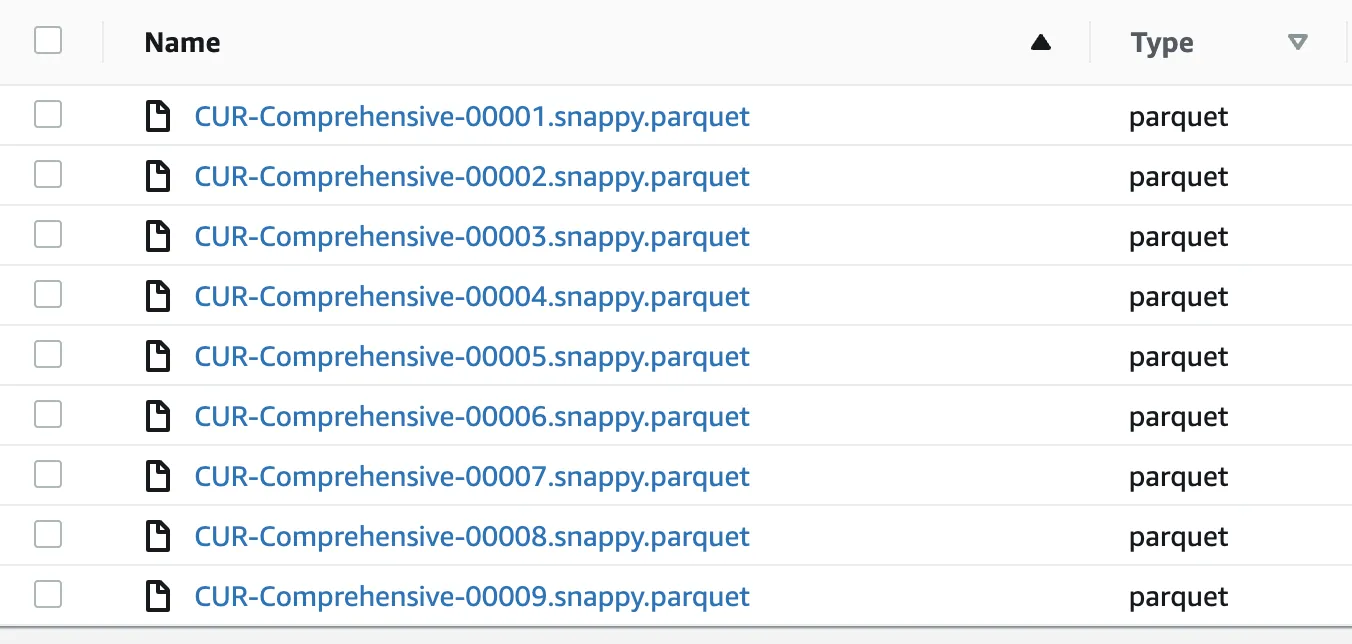 Name Type
CUR-Comprehensive-00001.snappy.parquet parquet
CUR-Comprehensive-00002.snappy.parquet parquet
CUR-Comprehensive-00003.snappy.parquet parquet
CUR-Comprehensive-00004.snappy.parquet parquet
CUR-Comprehensive-00005.snappy.parquet parquet
CUR-Comprehensive-00006.snappy.parquet parquet
CUR-Comprehensive-00007.snappy.parquet parquet
CUR-Comprehensive-00008.snappy.parquet parquet
CUR-Comprehensive-00009.snappy.parquet parquet